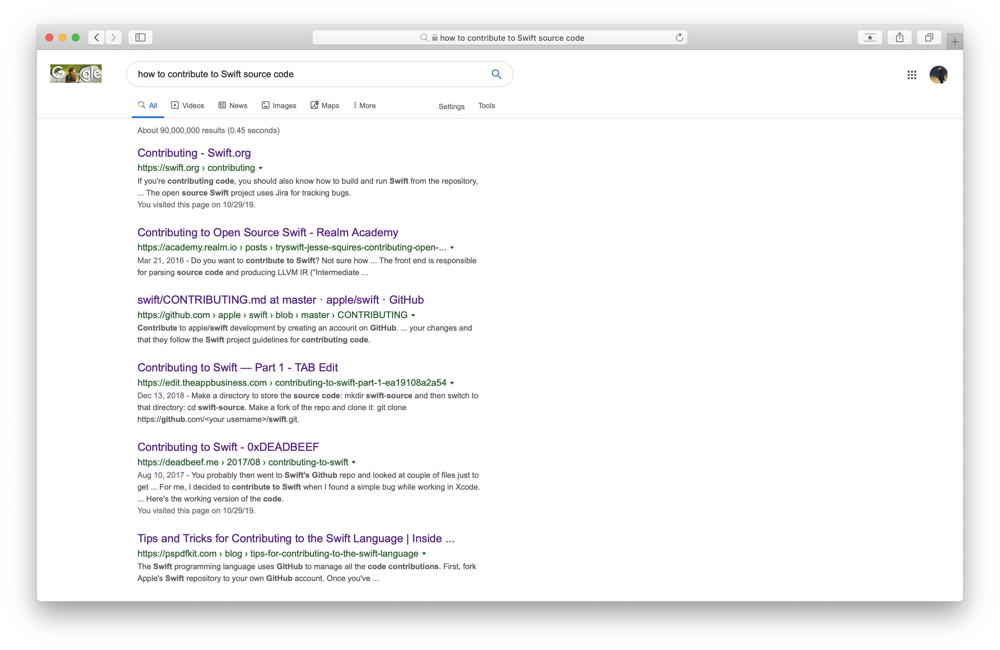 how to contribute to Swift source code
G gle
how to contribute to Swift source code
All Videos News Images Maps More Settings Tools
About 90,000,000 results (0.45 seconds)
Contributing - Swift.org
https://swift.org › contributing
If you're contributing code, you should also know how to build and run Swift from the repository,
... The open source Swift project uses Jira for tracking bugs.
You visited this page on 10/29/19.
Contributing to Open Source Swift - Realm Academy
https://academy.realm.io › posts › tryswift-jesse-squires-contributing-open-...
Mar 21, 2016 - Do you want to contribute to Swift? Not sure how ... The front end is responsible
for parsing source code and producing LLVM IR (“Intermediate ...
swift/CONTRIBUTING.md at master · apple/swift · GitHub
https://github.com › apple › swift › blob › master › CONTRIBUTING
Contribute to apple/swift development by creating an account on GitHub. ... your changes and
that they follow the Swift project guidelines for contributing code.
Contributing to Swift — Part 1 - TAB Edit
https://edit.theappbusiness.com › contributing-to-swift-part-1-ea19108a2a54
Dec 13, 2018 - Make a directory to store the source code: mkdir swift-source and then switch to
that directory: cd swift-source. Make a fork of the repo and clone it: git clone
https://github.com/<your username>/swift.git.
Contributing to Swift - 0xDEADBEEF
https://deadbeef.me › 2017/08 › contributing-to-swift
Aug 10, 2017 - You probably then went to Swift's Github repo and looked at couple of files just to
get ... For me, I decided to contribute to Swift when I found a simple bug while working in Xcode.
... Here's the working version of the code.
You visited this page on 10/29/19.
Tips and Tricks for Contributing to the Swift Language | Inside ...
https://pspdfkit.com › blog › tips-for-contributing-to-the-swift-language
The Swift programming language uses GitHub to manage all the code contributions. First, fork
Apple's Swift repository to your own GitHub account. Once you've ...